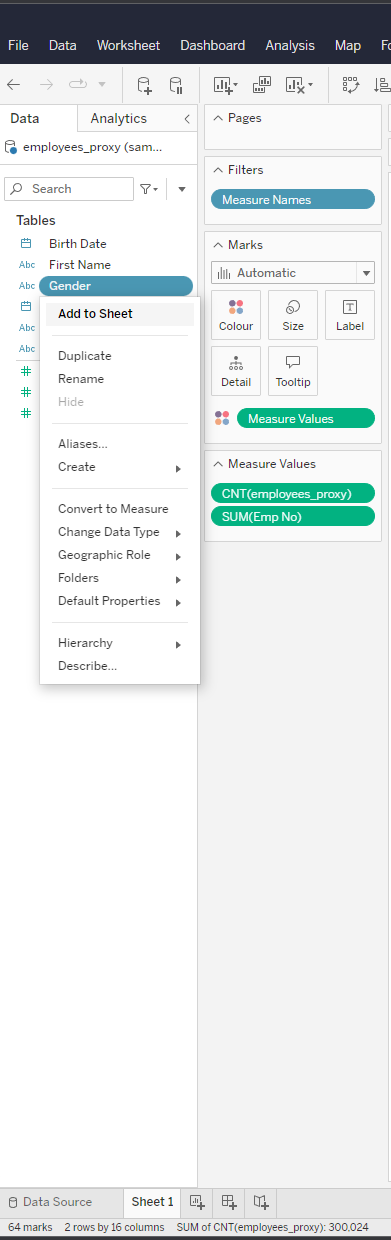 File Data Worksheet Dashboard Analysis Map
Data Analytics
employees_proxy (sam...
Search
Tables
Birth Date
Abc First Name
Abc Gender
Abc
Abc
Add to Sheet
Duplicate
Rename
Hide
Aliases...
Create
Convert to Measure
Change Data Type
Geographic Role
Folders
Default Properties
Hierarchy
Describe...
Pages
Filters
Measure Names
Marks
Automatic
Colour Size Label
Detail Tooltip
Measure Values
Measure Values
CNT(employees_proxy)
SUM(Emp No)
Data Source Sheet 1
64 marks 2 rows by 16 columns SUM of CNT(employees_proxy): 300,024